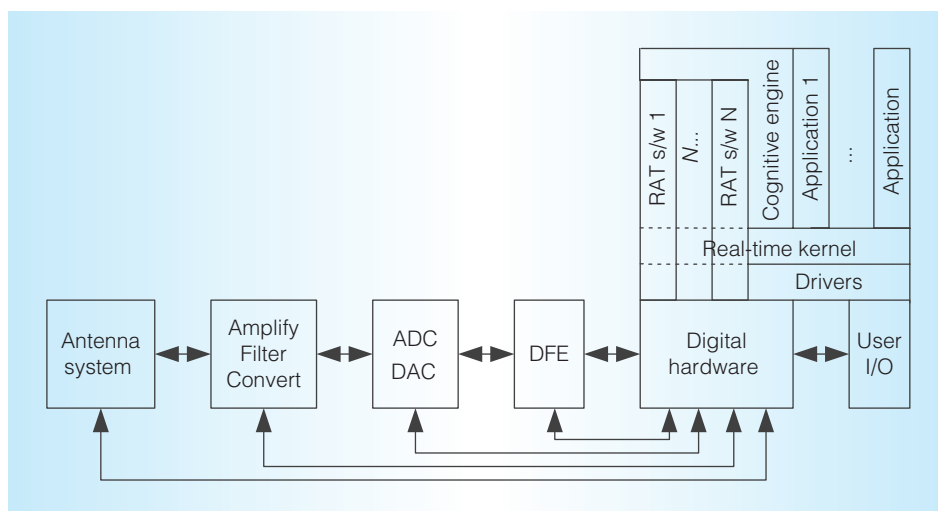 RAT s/w 1
N...
RAT s/w N
Cognitive engine
Application 1
...
Application
Real-time kernel
Drivers
Antenna
system
Amplify
Filter
Convert
ADC
DAC
DFE
Digital
hardware
User
I/O